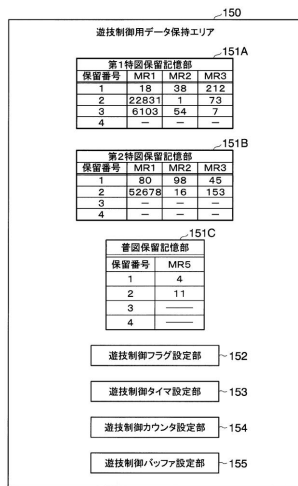 150
遊技制御用データ保持エリア
151A
第1特図保留記憶部
保留番号 MR1 MR2 MR3
1 18 38 212
2 22831 1 73
3 6103 54 7
4 — — —
151B
第2特図保留記憶部
保留番号 MR1 MR2 MR3
1 80 98 45
2 52678 16 153
3 — — —
4 — — —
151C
普図保留記憶部
保留番号 MR5
1 4
2 11
3 —
4 —
遊技制御フラグ設定部 152
遊技制御タイマ設定部 153
遊技制御カウンタ設定部 154
遊技制御バッファ設定部 155